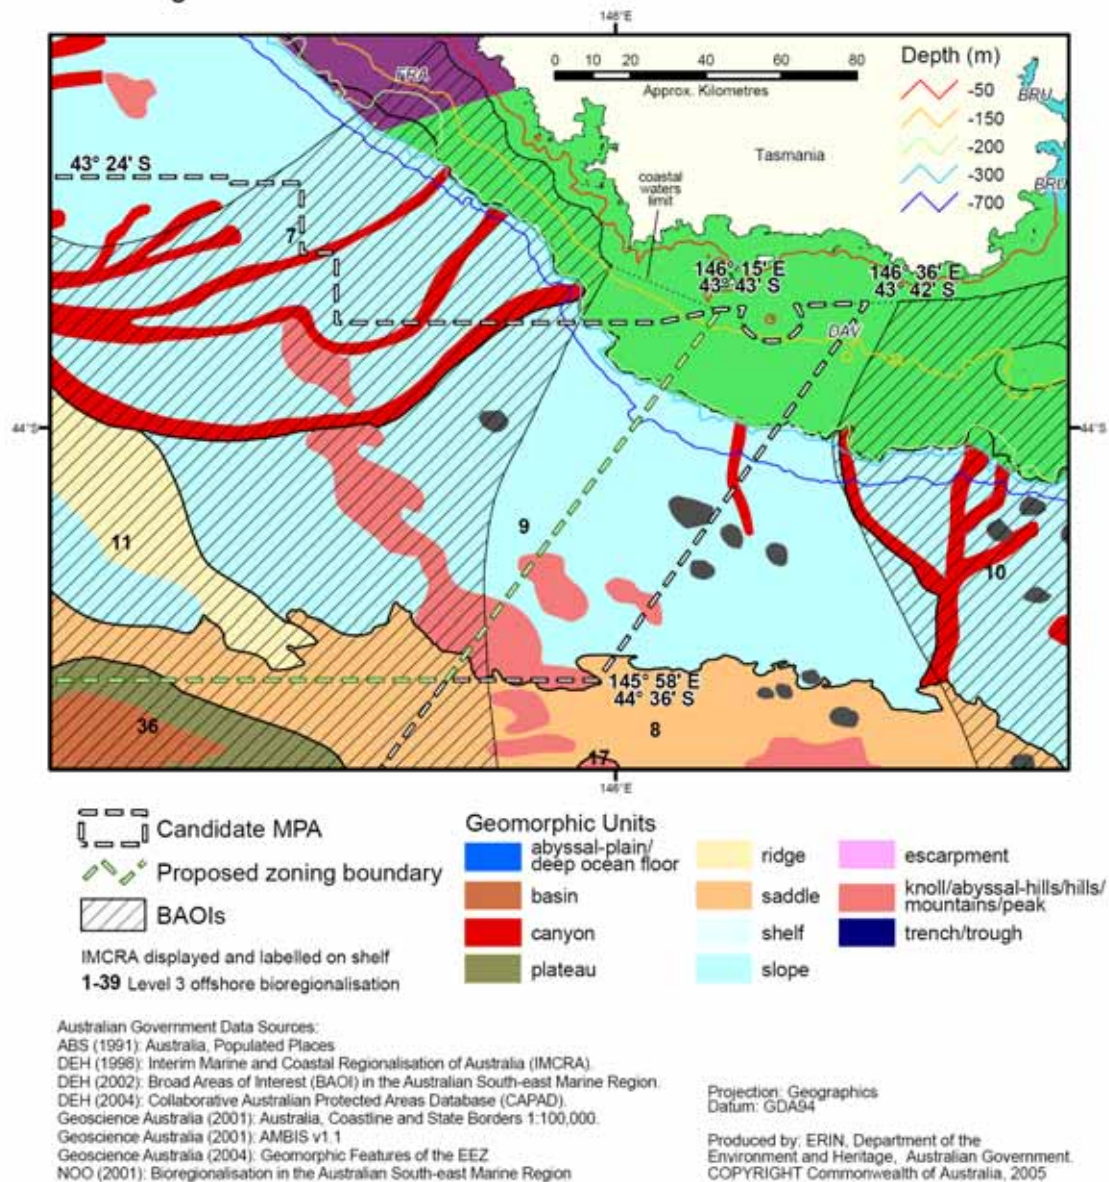 146°E
Depth (m)
0 10 20 40 60 80
Approx. Kilometres
-50
-150
-200
-300
-700
FRA
BRU
BRU
Tasmania
43° 24' S
coastal
waters
limit
7
146° 15' E
43° 43' S
146° 36' E
43° 42' S
DAV
44°S
44°S
9
11
10
145° 58' E
44° 36' S
36
8
17
146°E
Candidate MPA
Proposed zoning boundary
BAOIs
IMCRA displayed and labelled on shelf
1-39 Level 3 offshore bioregionalisation
Geomorphic Units
abyssal-plain/
deep ocean floor
basin
canyon
plateau
ridge
saddle
shelf
slope
escarpment
knoll/abyssal-hills/hills/
mountains/peak
trench/trough
Australian Government Data Sources:
ABS (1991): Australia, Populated Places
DEH (1998): Interim Marine and Coastal Regionalisation of Australia (IMCRA).
DEH (2002): Broad Areas of Interest (BAOI) in the Australian South-east Marine Region.
DEH (2004): Collaborative Australian Protected Areas Database (CAPAD).
Geoscience Australia (2001): Australia, Coastline and State Borders 1:100,000.
Geoscience Australia (2001): AMBIS v1.1
Geoscience Australia (2004): Geomorphic Features of the EEZ
NOO (2001): Bioregionalisation in the Australian South-east Marine Region
Projection: Geographics
Datum: GDA94
Produced by: ERIN, Department of the
Environment and Heritage, Australian Government.
COPYRIGHT Commonwealth of Australia, 2005